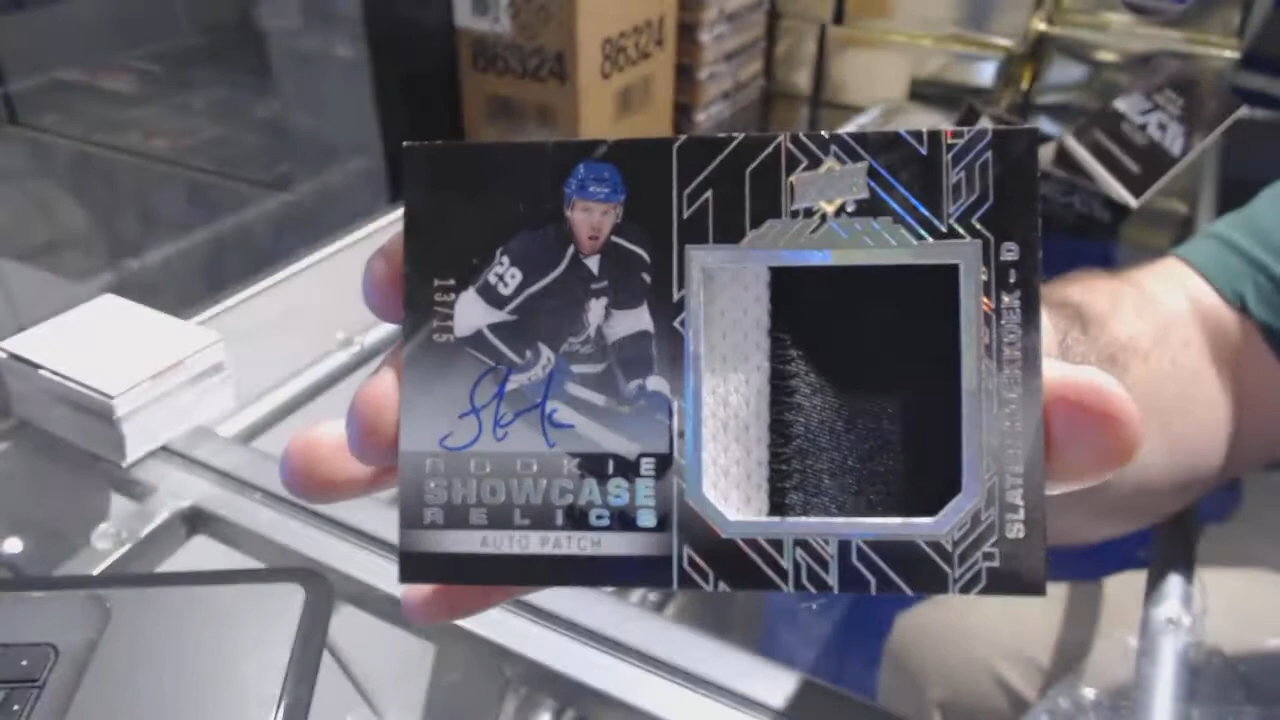 86324
86324
29
13/15
ROOKIE
SHOWCASE
RELICS
AUTO PATCH
SLATER KOEKKOEK - D